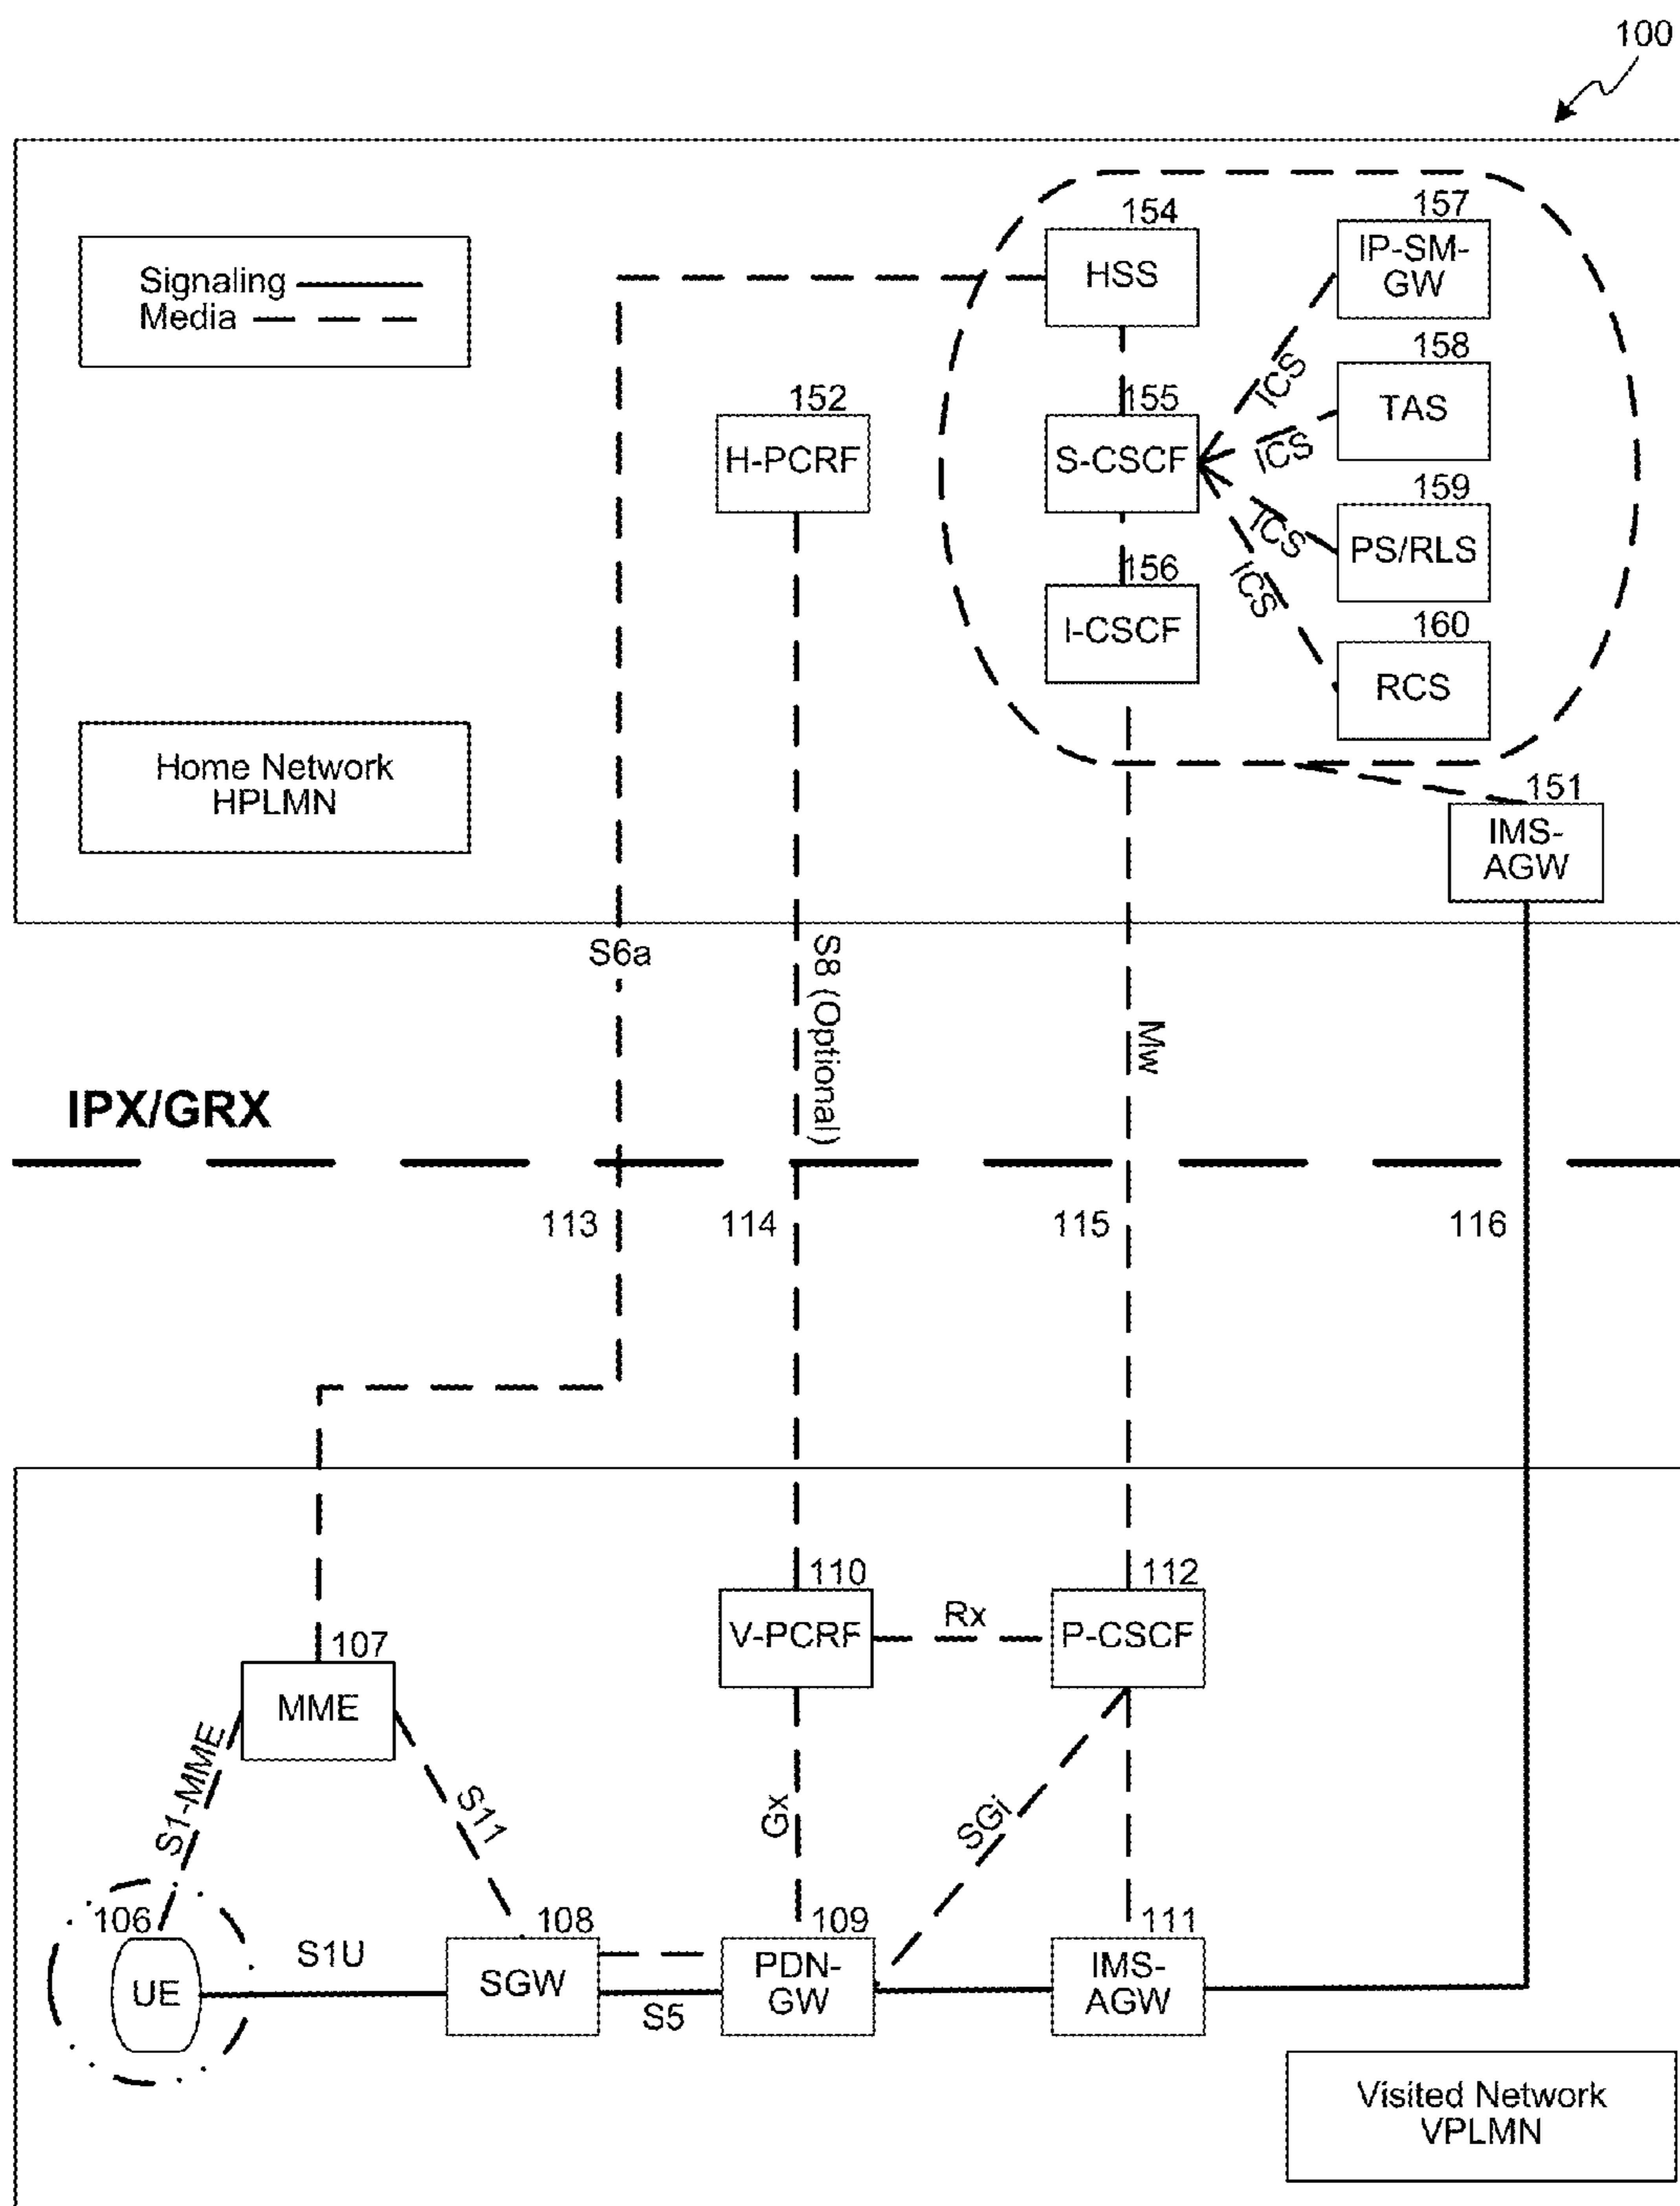 100
154
157
Signaling
Media
HSS
IP-SM-
GW
158
152
155
TAS
H-PCRF
S-CSCF
ICS
ICS
ICS
ICS
159
PS/RLS
156
I-CSCF
160
RCS
Home Network
HPLMN
151
IMS-
AGW
S6a
S8 (Optional)
Mw
IPX/GRX
113
114
115
116
110
112
V-PCRF
Rx
P-CSCF
107
MME
S1-MME
S11
Gx
SGi
106
108
109
111
UE
S1U
SGW
S5
PDN-
GW
IMS-
AGW
Visited Network
VPLMN